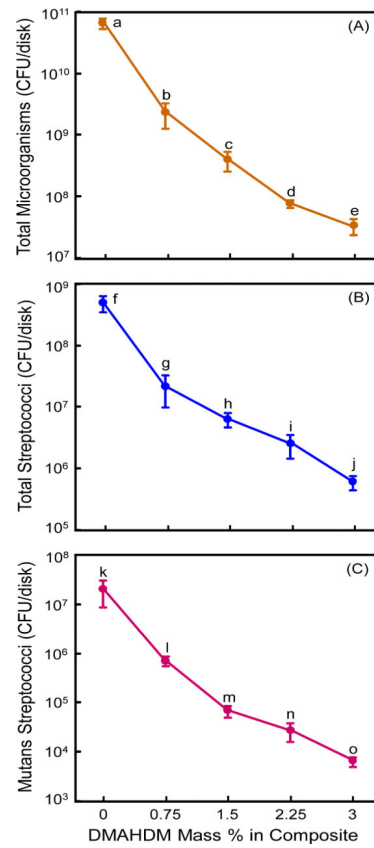 10¹¹
(A)
a
10¹⁰
b
10⁹
c
10⁸
d
e
10⁷
Total Microorganisms (CFU/disk)
10⁹
(B)
f
10⁸
g
10⁷
h
i
10⁶
j
10⁵
Total Streptococci (CFU/disk)
10⁸
(C)
k
10⁷
10⁶
l
10⁵
m
n
10⁴
o
10³
Mutans Streptococci (CFU/disk)
0 0.75 1.5 2.25 3
DMAHDM Mass % in Composite